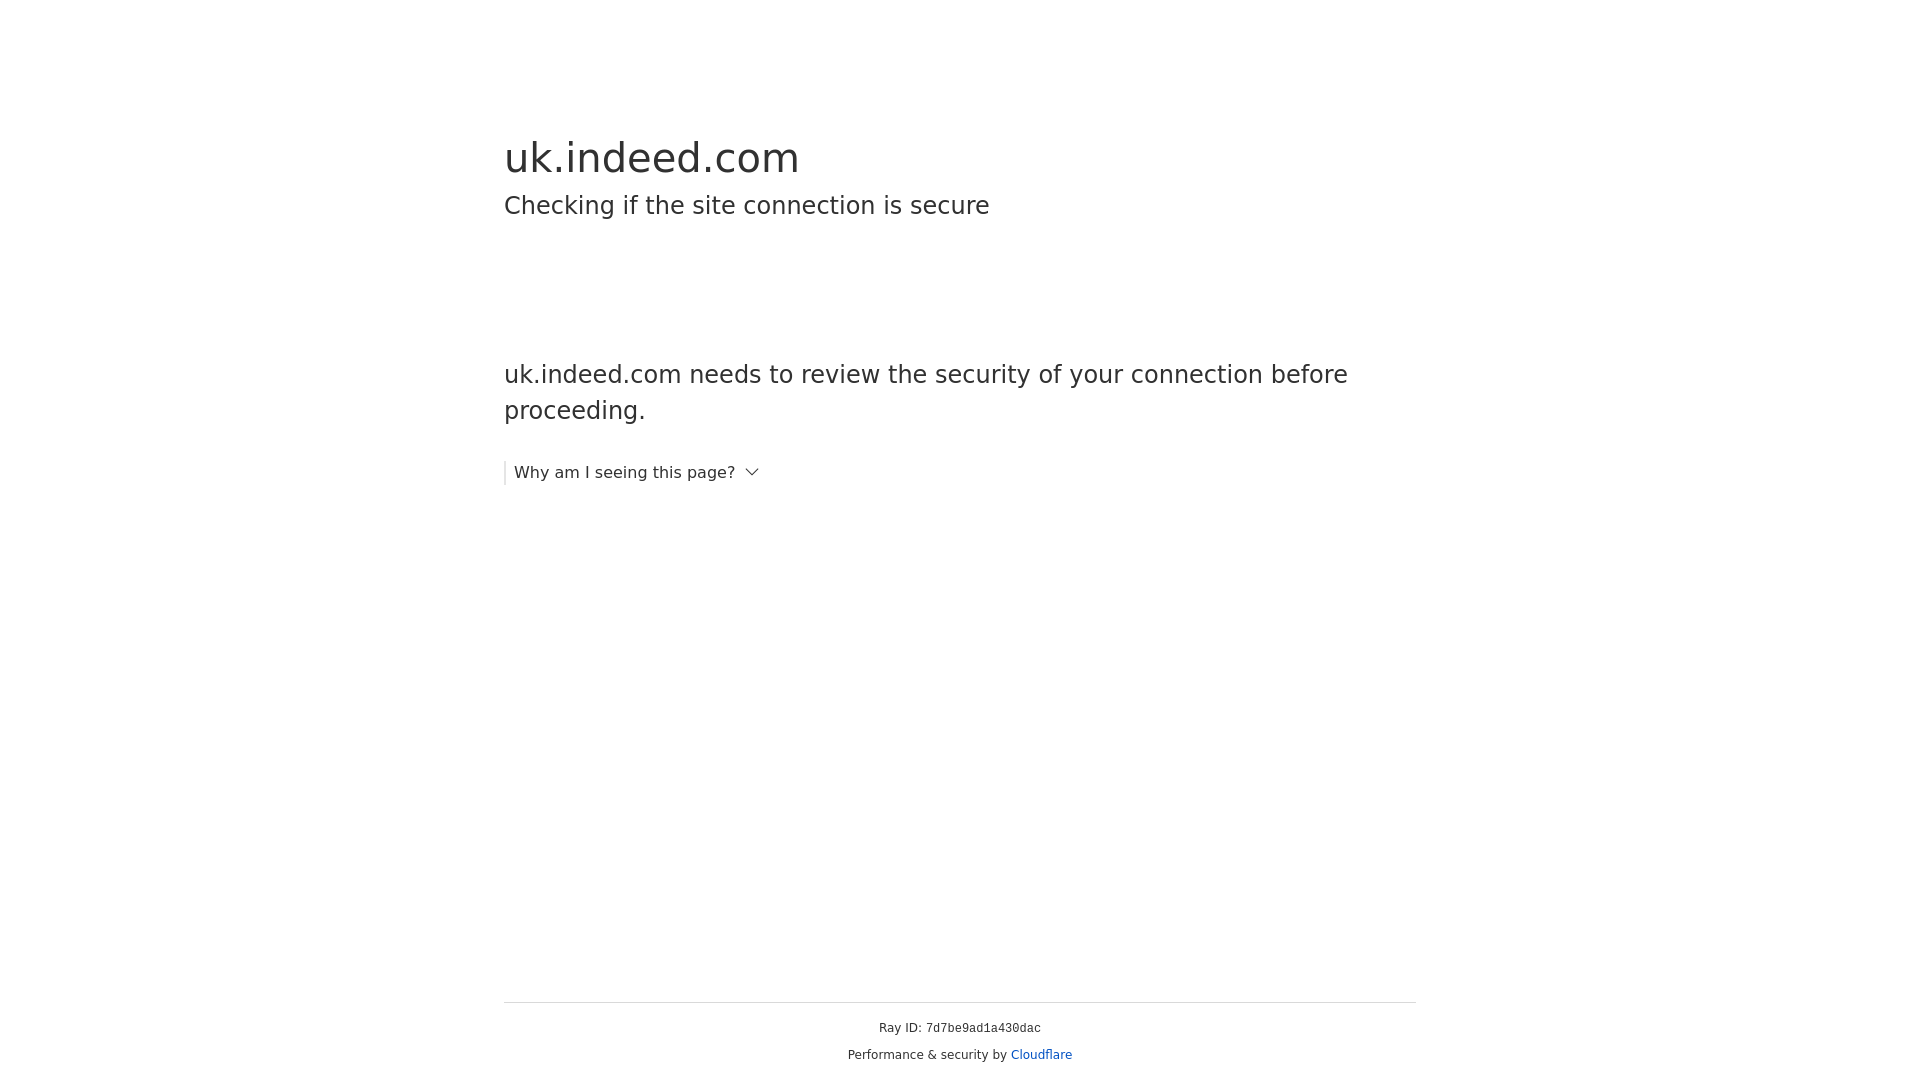 uk.indeed.com
Checking if the site connection is secure
uk.indeed.com needs to review the security of your connection before
proceeding.
Why am I seeing this page?
Ray ID: 7d7be9ad1a430dac
Performance & security by Cloudflare